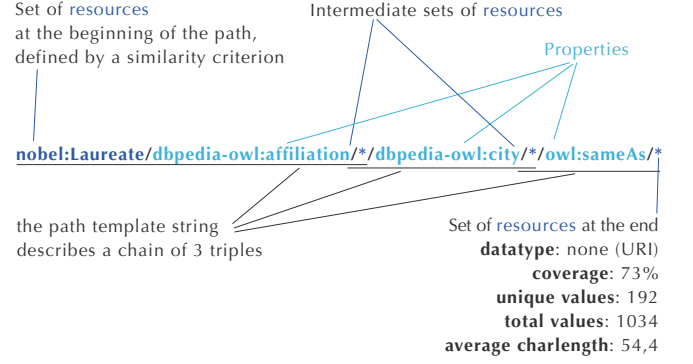 Set of resources
at the beginning of the path,
defined by a similarity criterion
Intermediate sets of resources
Properties
nobel:Laureate/dbpedia-owl:affiliation/*/dbpedia-owl:city/*/owl:sameAs/*
the path template string
describes a chain of 3 triples
Set of resources at the end
datatype: none (URI)
coverage: 73%
unique values: 192
total values: 1034
average charlength: 54,4